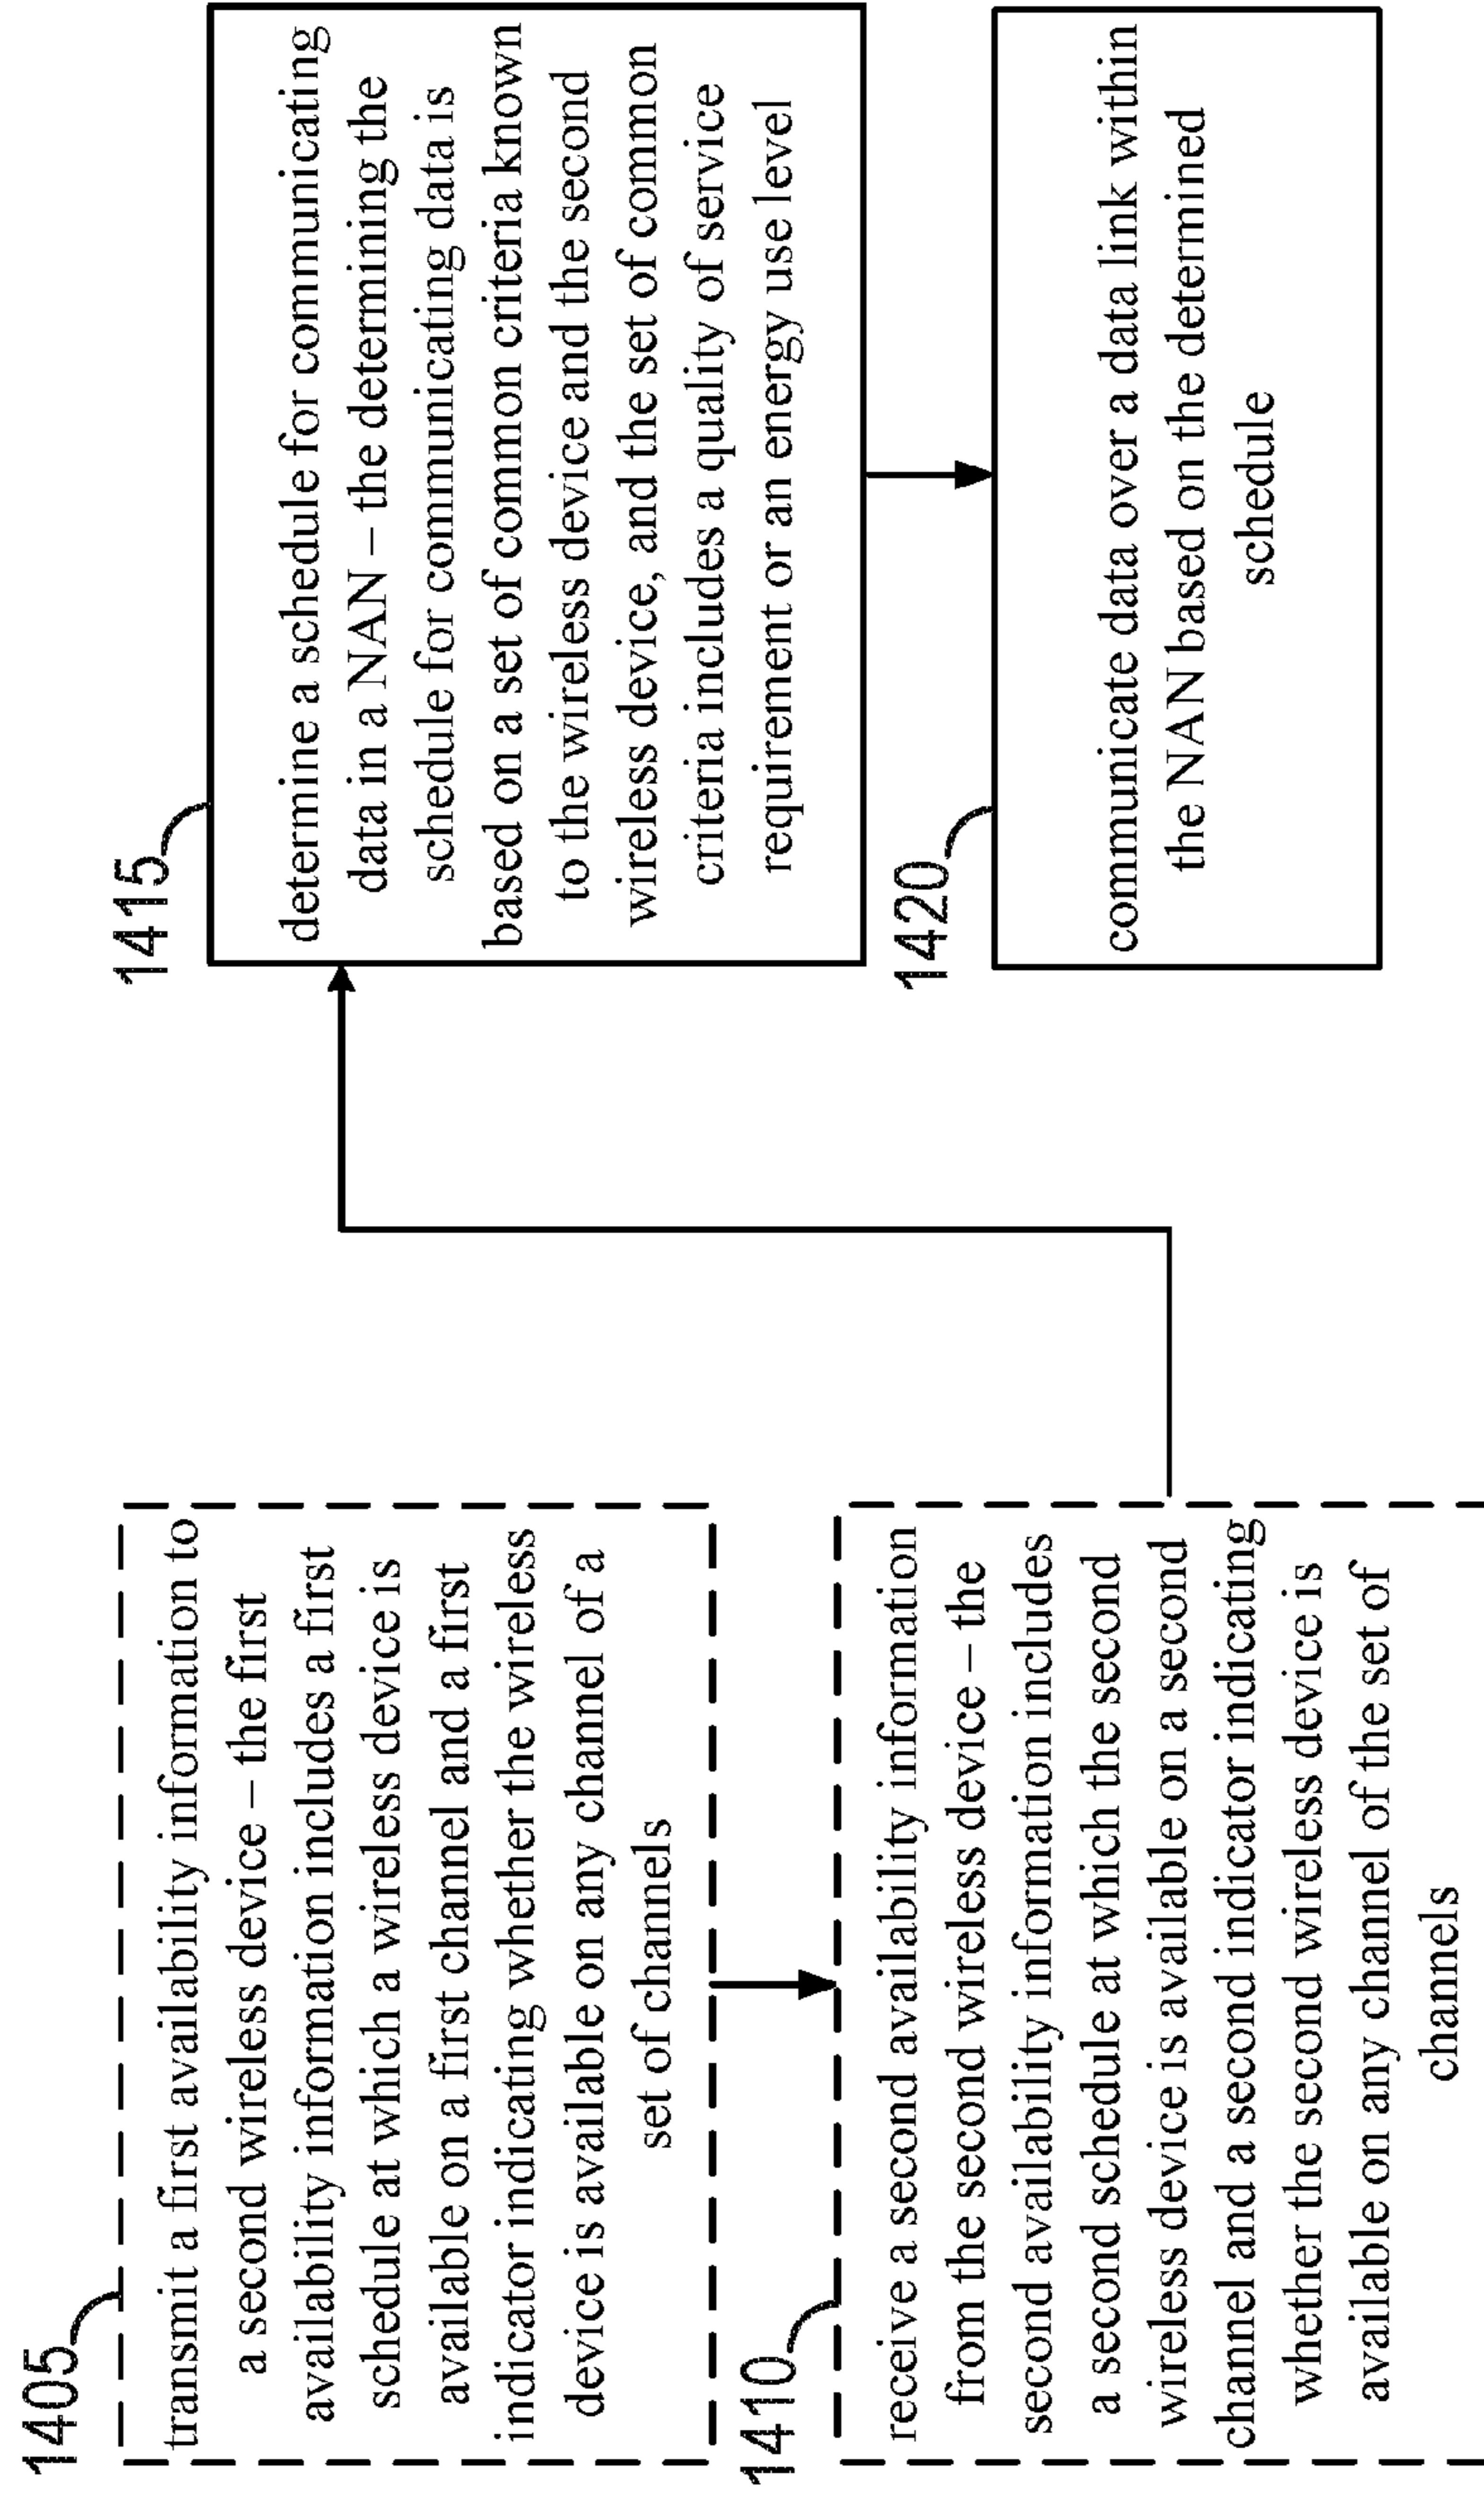 1405
transmit a first availability information to
a second wireless device – the first
availability information includes a first
schedule at which a wireless device is
available on a first channel and a first
indicator indicating whether the wireless
device is available on any channel of a
set of channels
1410
receive a second availability information
from the second wireless device – the
second availability information includes
a second schedule at which the second
wireless device is available on a second
channel and a second indicator indicating
whether the second wireless device is
available on any channel of the set of
channels
1415
determine a schedule for communicating
data in a NAN – the determining the
schedule for communicating data is
based on a set of common criteria known
to the wireless device and the second
wireless device, and the set of common
criteria includes a quality of service
requirement or an energy use level
1420
communicate data over a data link within
the NAN based on the determined
schedule